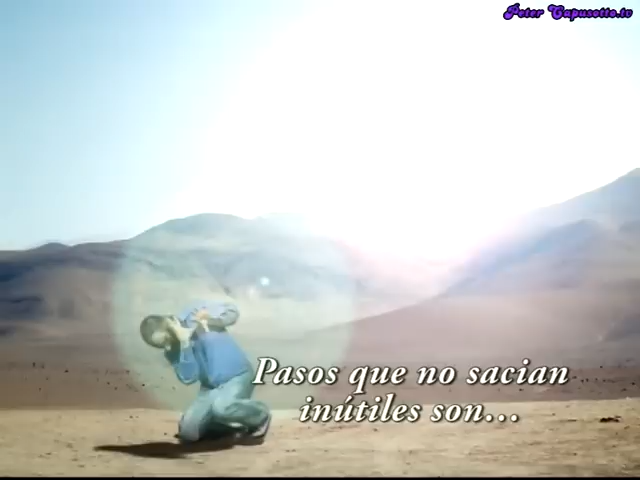 Peter Capusotto.tv
Pasos que no sacian
inútiles son...